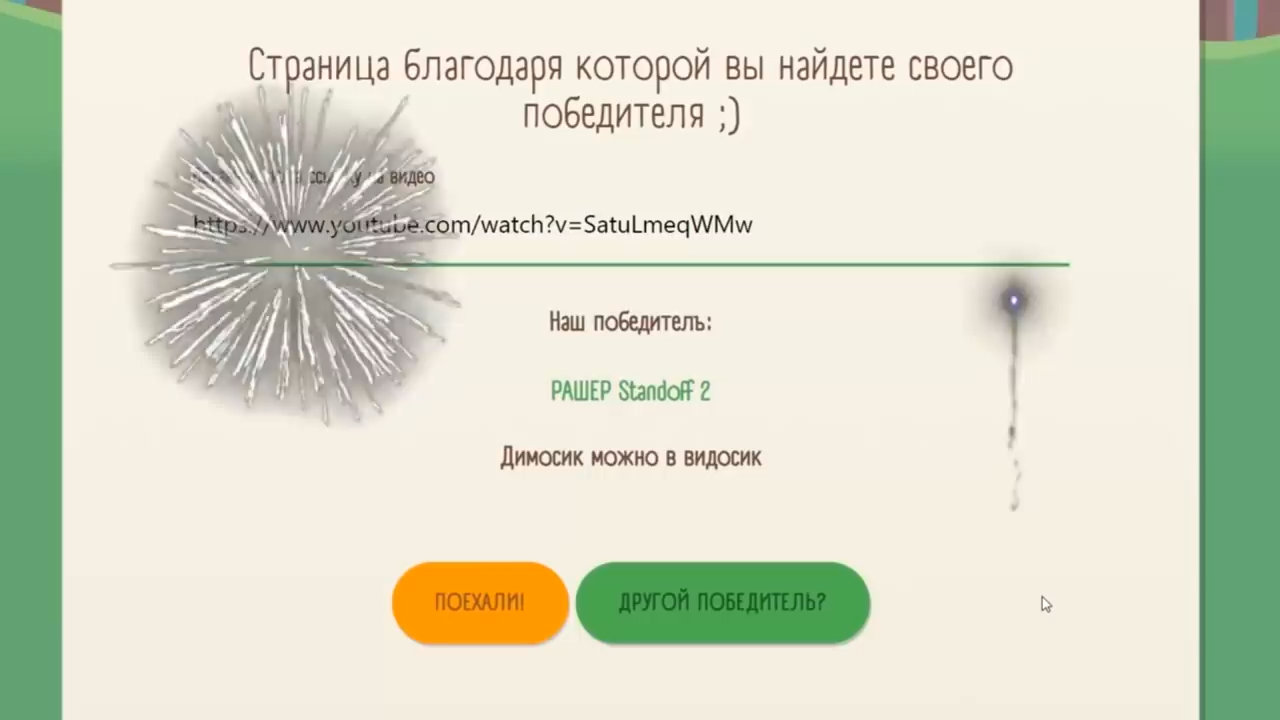 Страница благодаря которой вы найдете своего
победителя ;)
видео
https://www.youtube.com/watch?v=SatuLmeqWMw
Наш победитель:
РАШЕР Standoff 2
Димосик можно в видосик
ПОЕХАЛИ!
ДРУГОЙ ПОБЕДИТЕЛЬ?